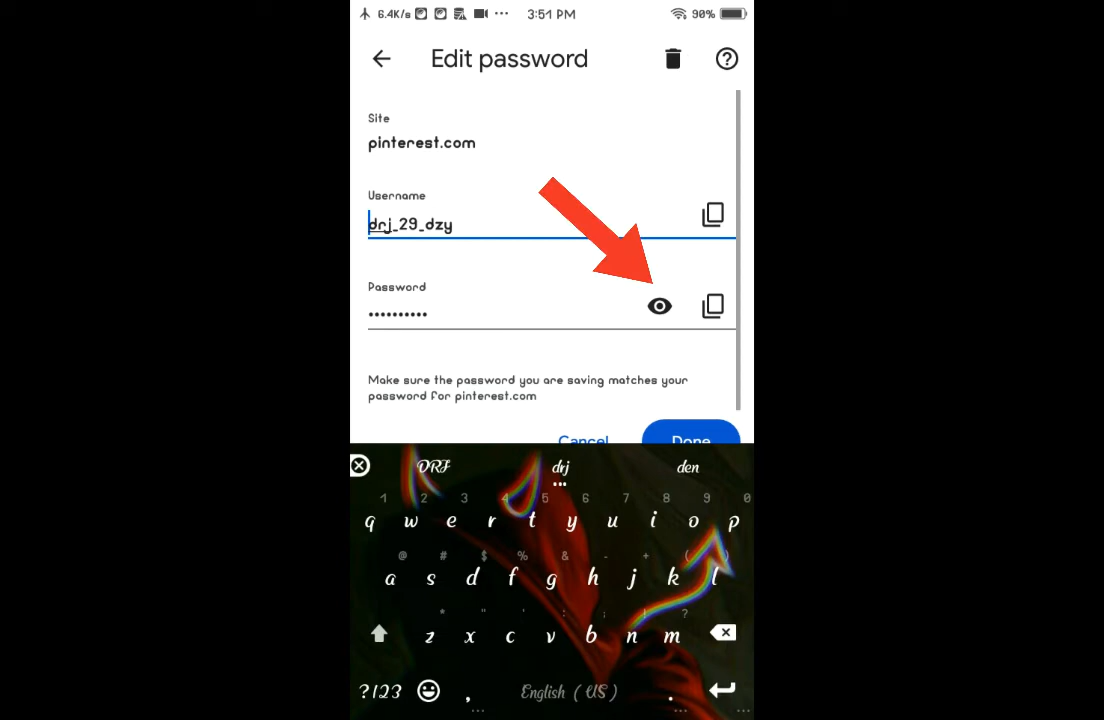 6.4K/s ... 3:51 PM 90%
Edit password
Site
pinterest.com
Username
drj_29_dzy
Password
••••••••••
Make sure the password you are saving matches your
password for pinterest.com
Cancel Done
DRJ drj den
1 2 3 4 5 6 7 8 9 0
q w e r t y u i o p
@ # $ % & - + ( )
a s d f g h j k l
* " ' : ; ! ?
z x c v b n m
?123 , English (US) .